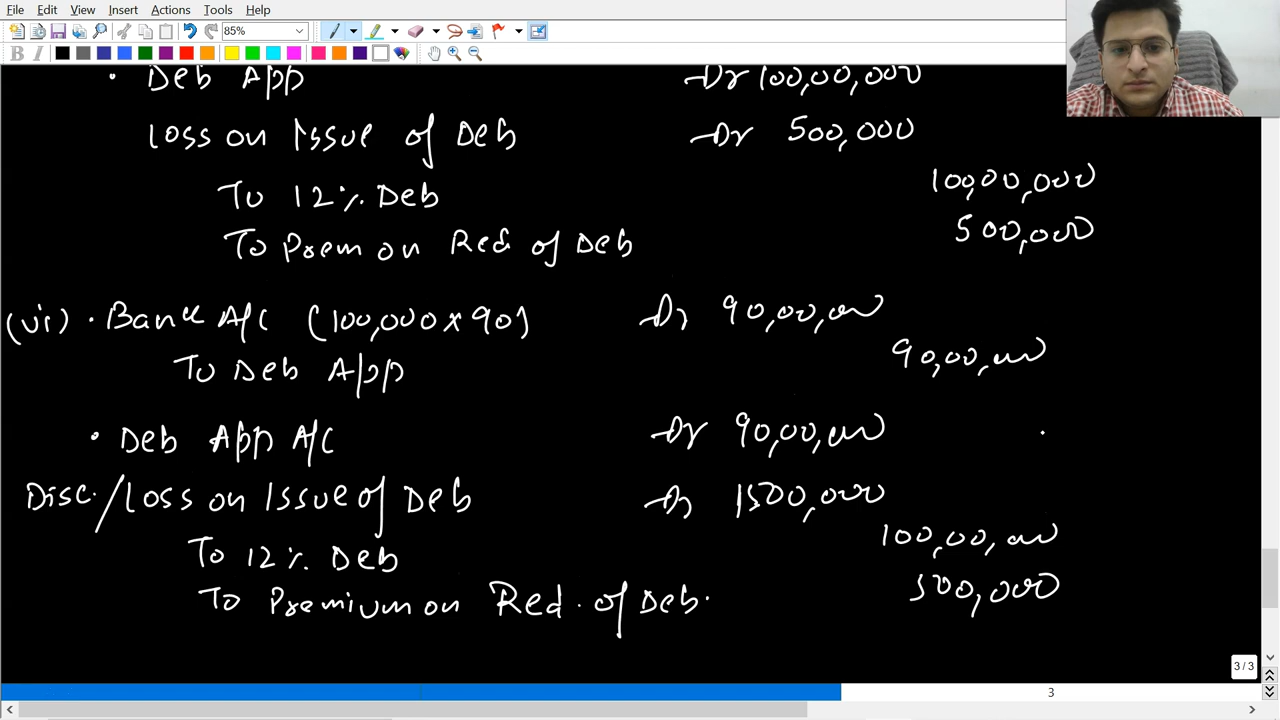 File Edit View Insert Actions Tools Help
85%
B I
• Deb App Dr 100,00,000
Loss on Issue of Deb Dr 500,000
To 12% Deb 100,00,000
To Prem on Red of Deb 500,000
(vi) • Bank A/C (100,000 x 90) Dr 90,00,000
To Deb App 90,00,000
• Deb App A/C Dr 90,00,000
Disc./Loss on Issue of Deb Dr 1500,000
To 12% Deb 100,00,000
To Premium on Red. of Deb. 500,000
3 / 3
3